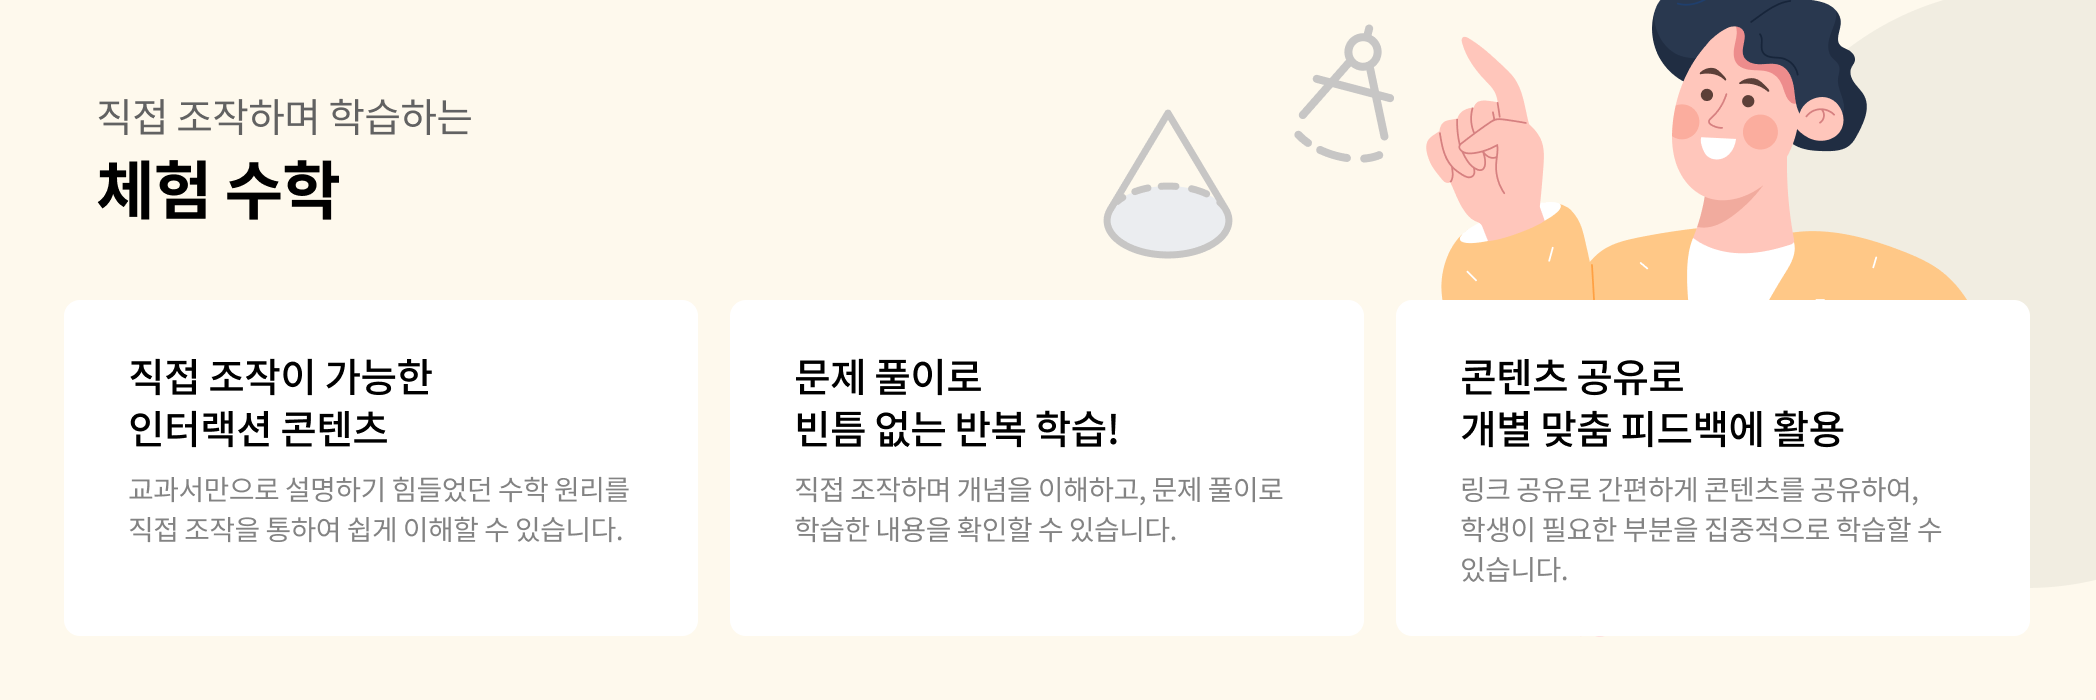 직접 조작하며 학습하는
체험 수학
직접 조작이 가능한
인터랙션 콘텐츠
교과서만으로 설명하기 힘들었던 수학 원리를
직접 조작을 통하여 쉽게 이해할 수 있습니다.
문제 풀이로
빈틈 없는 반복 학습!
직접 조작하며 개념을 이해하고, 문제 풀이로
학습한 내용을 확인할 수 있습니다.
콘텐츠 공유로
개별 맞춤 피드백에 활용
링크 공유로 간편하게 콘텐츠를 공유하여,
학생이 필요한 부분을 집중적으로 학습할 수
있습니다.